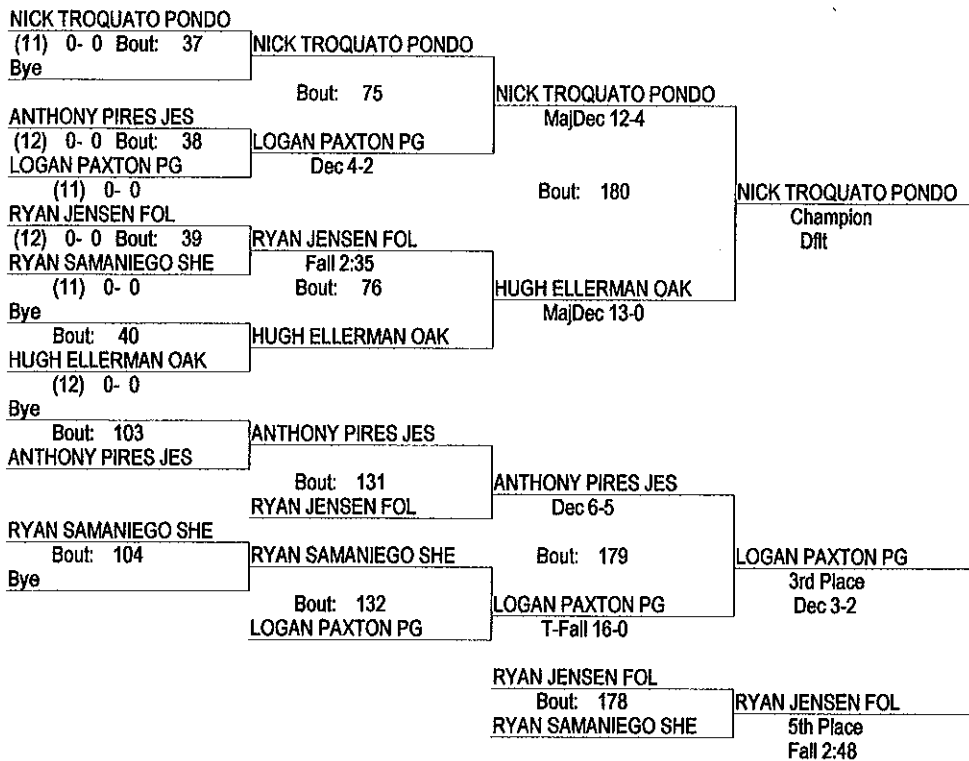 NICK TROQUATO PONDO
(11) 0- 0 Bout: 37
Bye
NICK TROQUATO PONDO
Bout: 75
ANTHONY PIRES JES
(12) 0- 0 Bout: 38
LOGAN PAXTON PG
(11) 0- 0
LOGAN PAXTON PG
Dec 4-2
NICK TROQUATO PONDO
MajDec 12-4
RYAN JENSEN FOL
(12) 0- 0 Bout: 39
RYAN SAMANIEGO SHE
(11) 0- 0
RYAN JENSEN FOL
Fall 2:35
Bout: 76
Bye
Bout: 40
HUGH ELLERMAN OAK
(12) 0- 0
HUGH ELLERMAN OAK
HUGH ELLERMAN OAK
MajDec 13-0
Bout: 180
NICK TROQUATO PONDO
Champion
Dflt
Bye
Bout: 103
ANTHONY PIRES JES
ANTHONY PIRES JES
Bout: 131
RYAN JENSEN FOL
ANTHONY PIRES JES
Dec 6-5
RYAN SAMANIEGO SHE
Bout: 104
Bye
RYAN SAMANIEGO SHE
Bout: 132
LOGAN PAXTON PG
LOGAN PAXTON PG
T-Fall 16-0
Bout: 179
LOGAN PAXTON PG
3rd Place
Dec 3-2
RYAN JENSEN FOL
Bout: 178
RYAN SAMANIEGO SHE
RYAN JENSEN FOL
5th Place
Fall 2:48